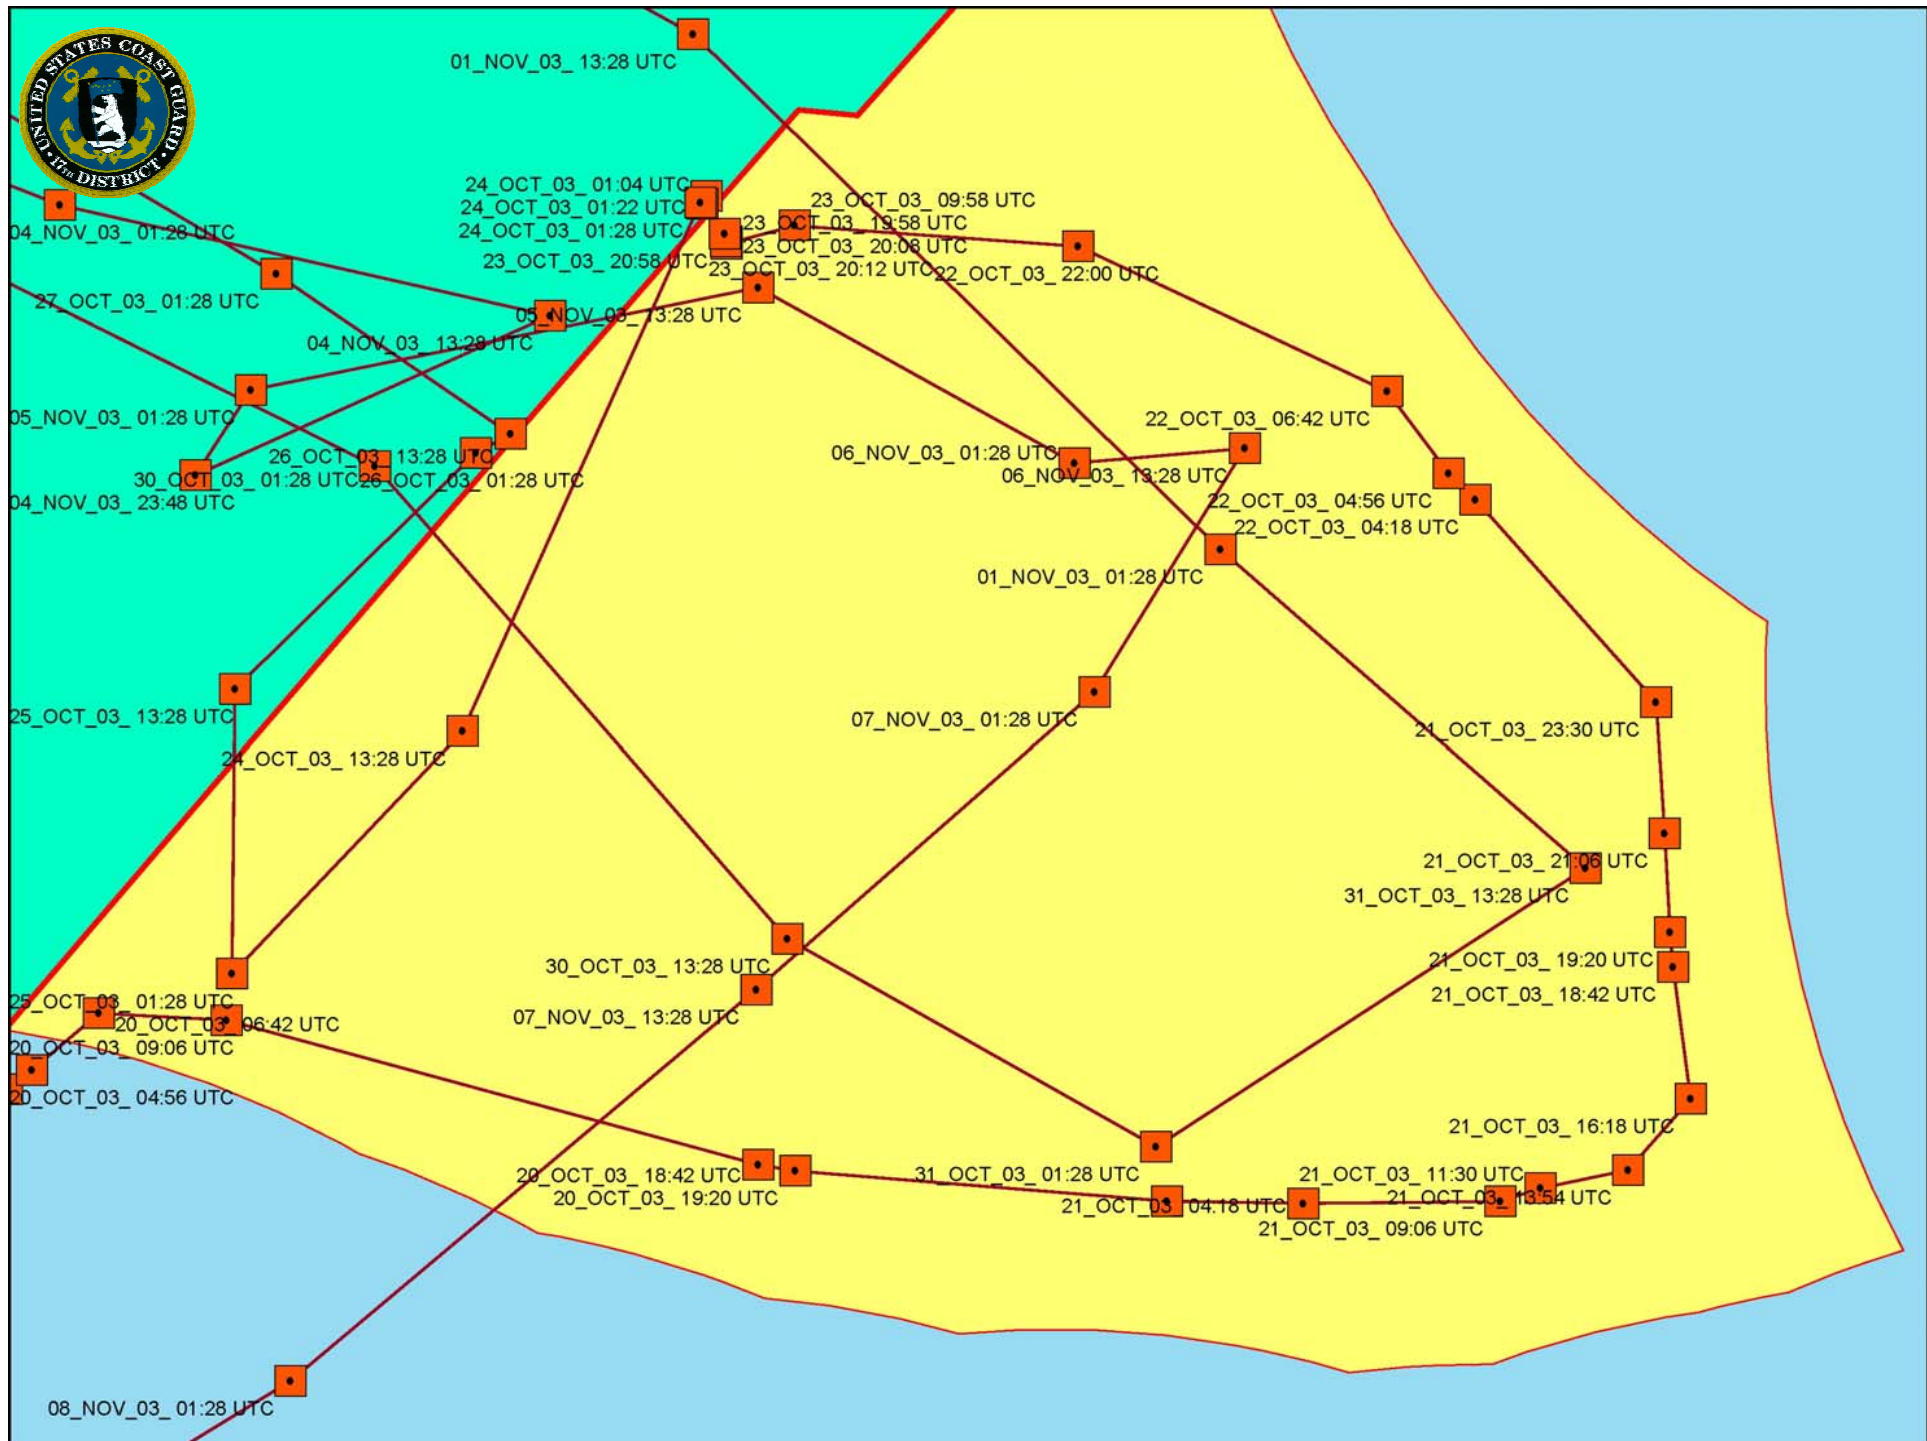 UNITED STATES COAST GUARD
17TH DISTRICT
01_NOV_03_ 13:28 UTC
24_OCT_03_ 01:04 UTC
23_OCT_03_ 09:58 UTC
24_OCT_03_ 01:22 UTC
23_OCT_03_ 19:58 UTC
04_NOV_03_ 01:28 UTC
24_OCT_03_ 01:28 UTC
23_OCT_03_ 20:08 UTC
23_OCT_03_ 20:58 UTC
23_OCT_03_ 20:12 UTC
22_OCT_03_ 22:00 UTC
27_OCT_03_ 01:28 UTC
05_NOV_03_ 13:28 UTC
04_NOV_03_ 13:28 UTC
05_NOV_03_ 01:28 UTC
22_OCT_03_ 06:42 UTC
26_OCT_03_ 13:28 UTC
06_NOV_03_ 01:28 UTC
30_OCT_03_ 01:28 UTC
26_OCT_03_ 01:28 UTC
06_NOV_03_ 13:28 UTC
04_NOV_03_ 23:48 UTC
22_OCT_03_ 04:56 UTC
22_OCT_03_ 04:18 UTC
01_NOV_03_ 01:28 UTC
25_OCT_03_ 13:28 UTC
07_NOV_03_ 01:28 UTC
21_OCT_03_ 23:30 UTC
24_OCT_03_ 13:28 UTC
21_OCT_03_ 21:06 UTC
31_OCT_03_ 13:28 UTC
30_OCT_03_ 13:28 UTC
21_OCT_03_ 19:20 UTC
21_OCT_03_ 18:42 UTC
25_OCT_03_ 01:28 UTC
07_NOV_03_ 13:28 UTC
20_OCT_03_ 06:42 UTC
20_OCT_03_ 09:06 UTC
20_OCT_03_ 04:56 UTC
21_OCT_03_ 16:18 UTC
20_OCT_03_ 18:42 UTC
31_OCT_03_ 01:28 UTC
21_OCT_03_ 11:30 UTC
20_OCT_03_ 19:20 UTC
21_OCT_03_ 13:54 UTC
21_OCT_03_ 04:18 UTC
21_OCT_03_ 09:06 UTC
08_NOV_03_ 01:28 UTC